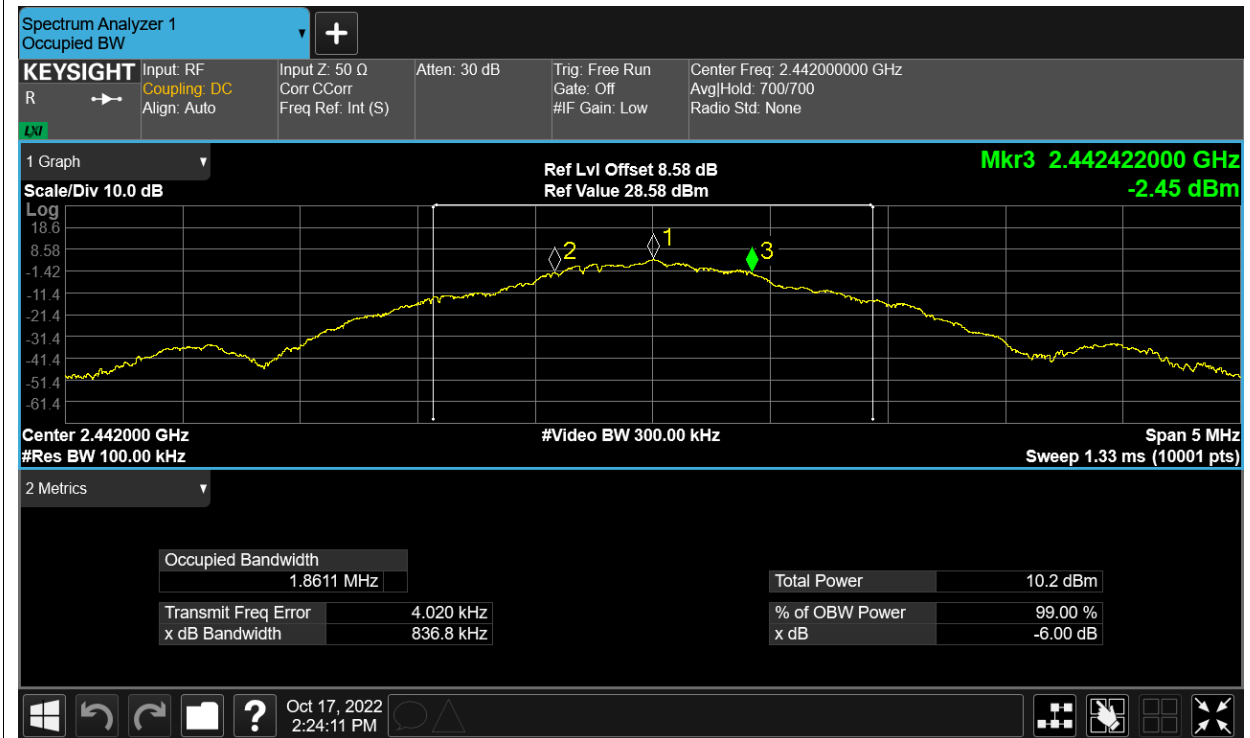 Spectrum Analyzer 1
Occupied BW
KEYSIGHT
R
LXI
Input: RF
Coupling: DC
Align: Auto
Input Z: 50 Ω
Corr CCorr
Freq Ref: Int (S)
Atten: 30 dB
Trig: Free Run
Gate: Off
#IF Gain: Low
Center Freq: 2.442000000 GHz
Avg|Hold: 700/700
Radio Std: None
1 Graph
Scale/Div 10.0 dB
Ref Lvl Offset 8.58 dB
Ref Value 28.58 dBm
Mkr3 2.442422000 GHz
-2.45 dBm
Log
18.6
8.58
-1.42
-11.4
-21.4
-31.4
-41.4
-51.4
-61.4
2
1
3
Center 2.442000 GHz
#Video BW 300.00 kHz
Span 5 MHz
#Res BW 100.00 kHz
Sweep 1.33 ms (10001 pts)
2 Metrics
Occupied Bandwidth
1.8611 MHz
Transmit Freq Error 4.020 kHz
x dB Bandwidth 836.8 kHz
Total Power 10.2 dBm
% of OBW Power 99.00 %
x dB -6.00 dB
?
Oct 17, 2022
2:24:11 PM